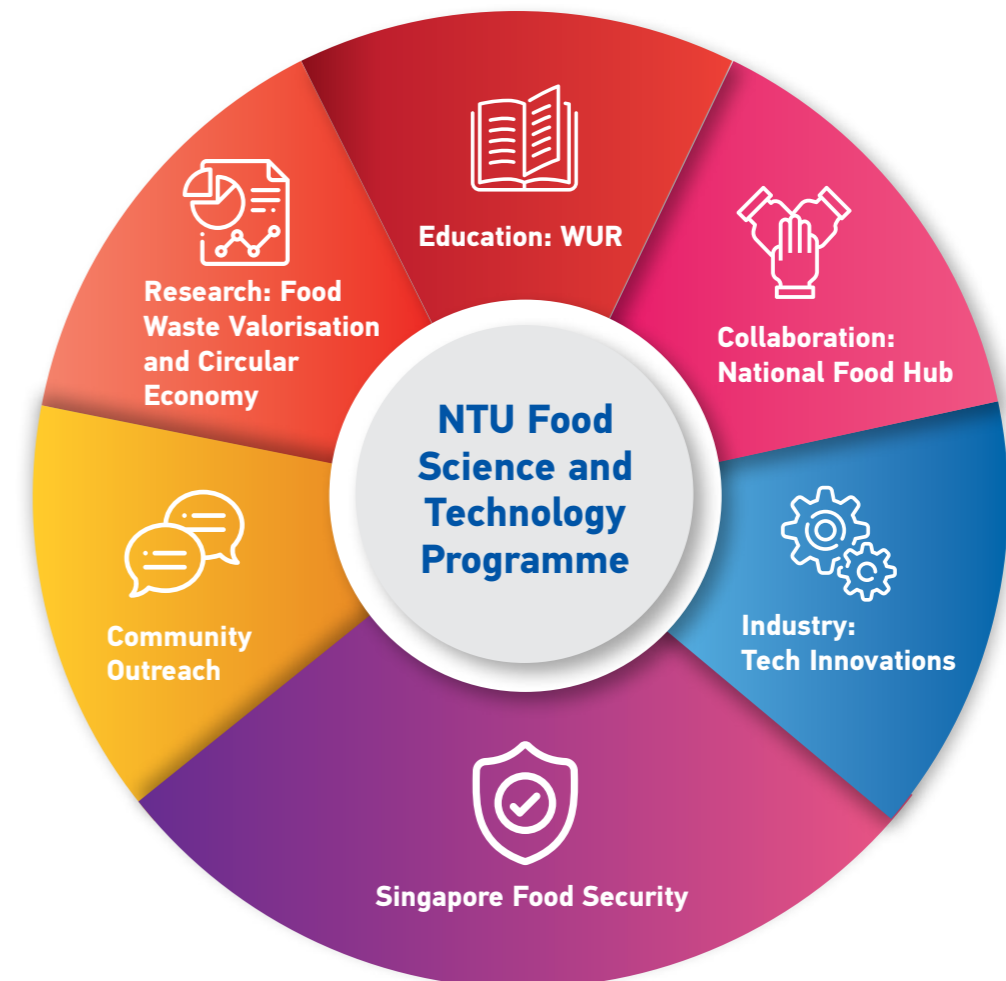 Education: WUR
Research: Food
Waste Valorisation
and Circular
Economy
Collaboration:
National Food Hub
NTU Food
Science and
Technology
Programme
Community
Outreach
Industry:
Tech Innovations
Singapore Food Security